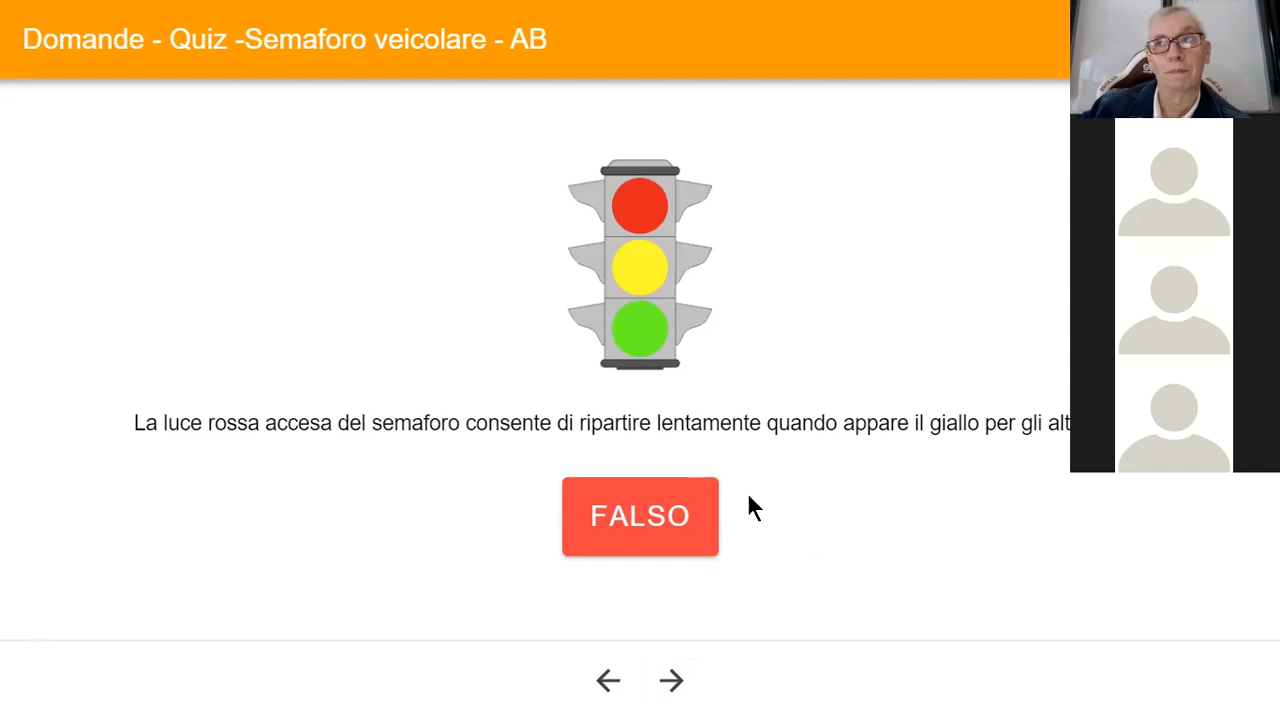 Domande - Quiz -Semaforo veicolare - AB
La luce rossa accesa del semaforo consente di ripartire lentamente quando appare il giallo per gli alt
FALSO